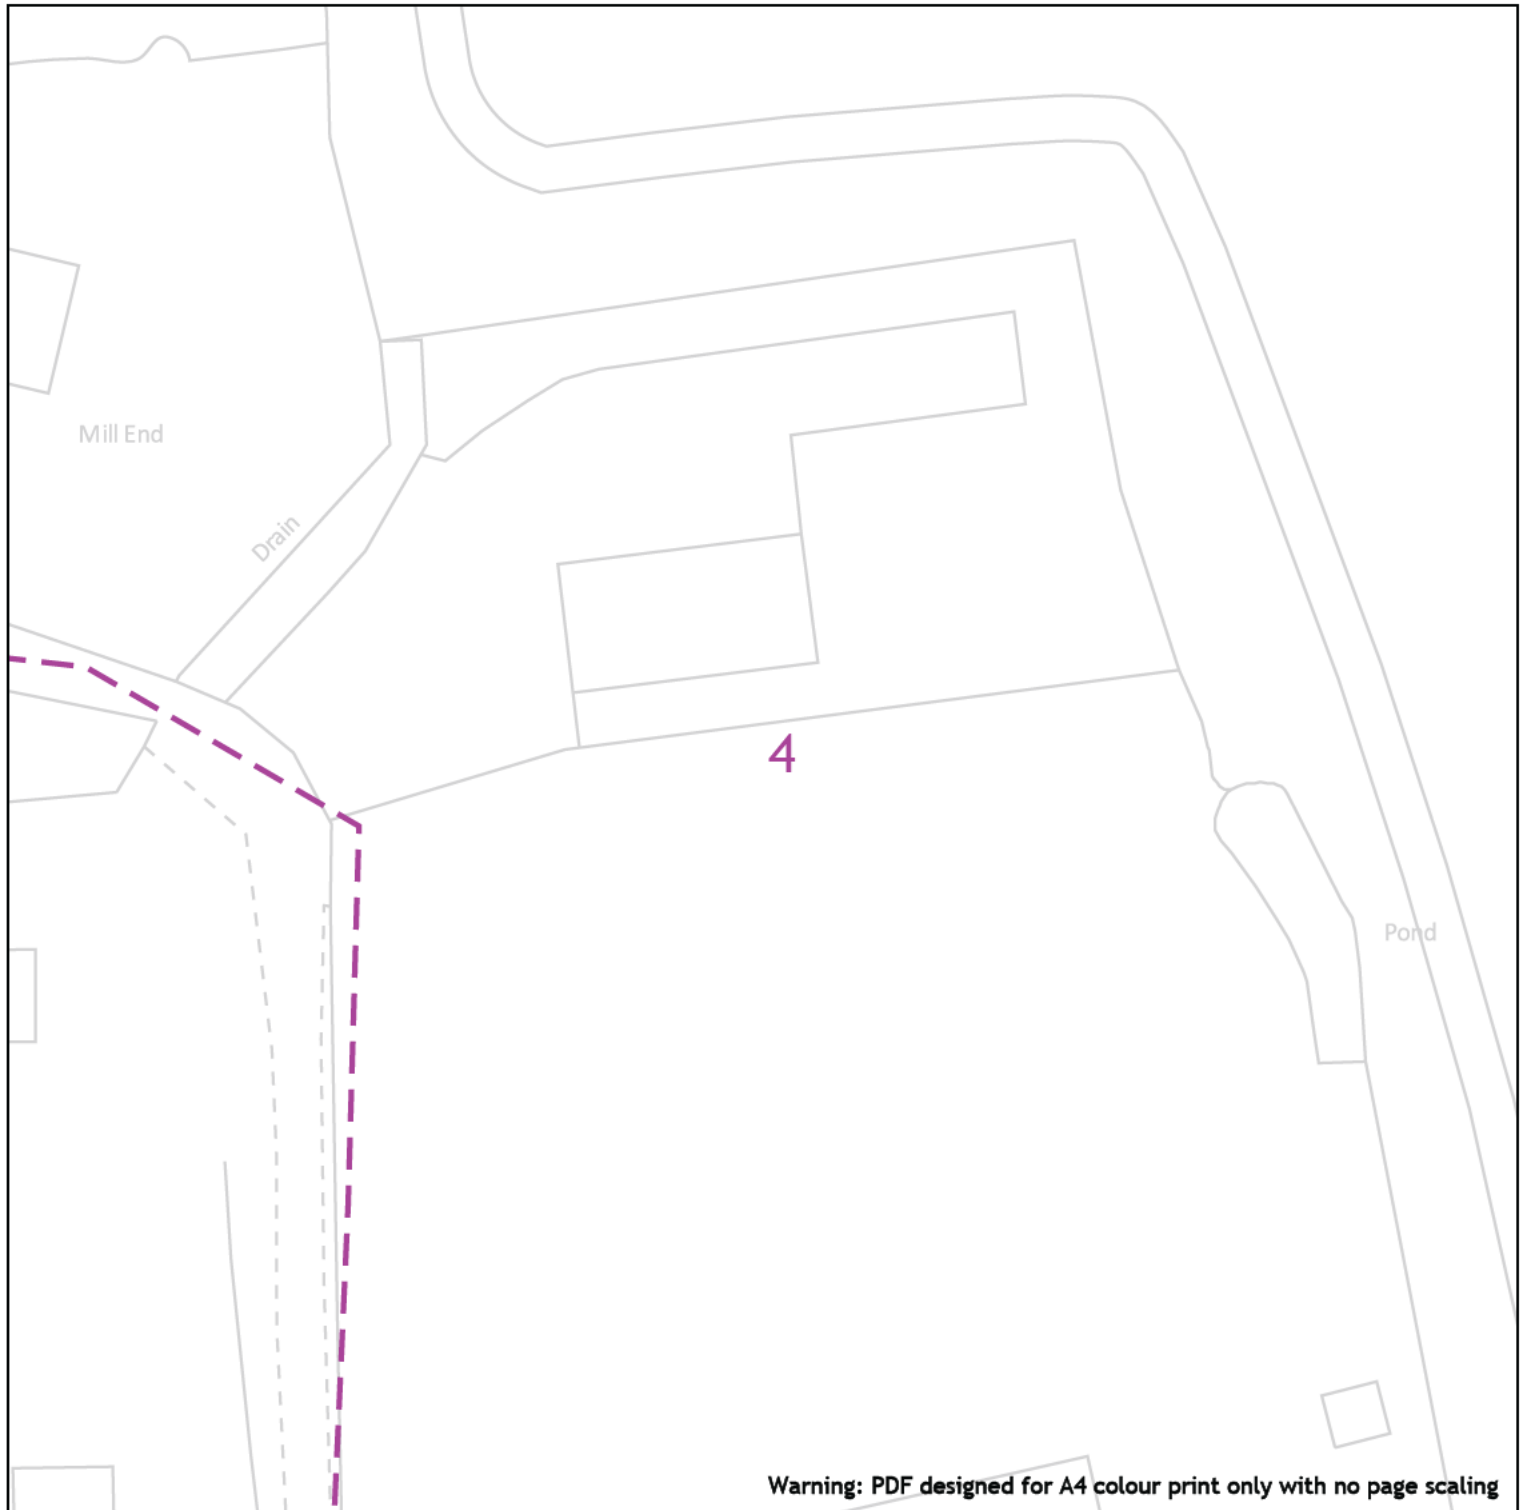 Mill End
Drain
4
Pond
Warning: PDF designed for A4 colour print only with no page scaling